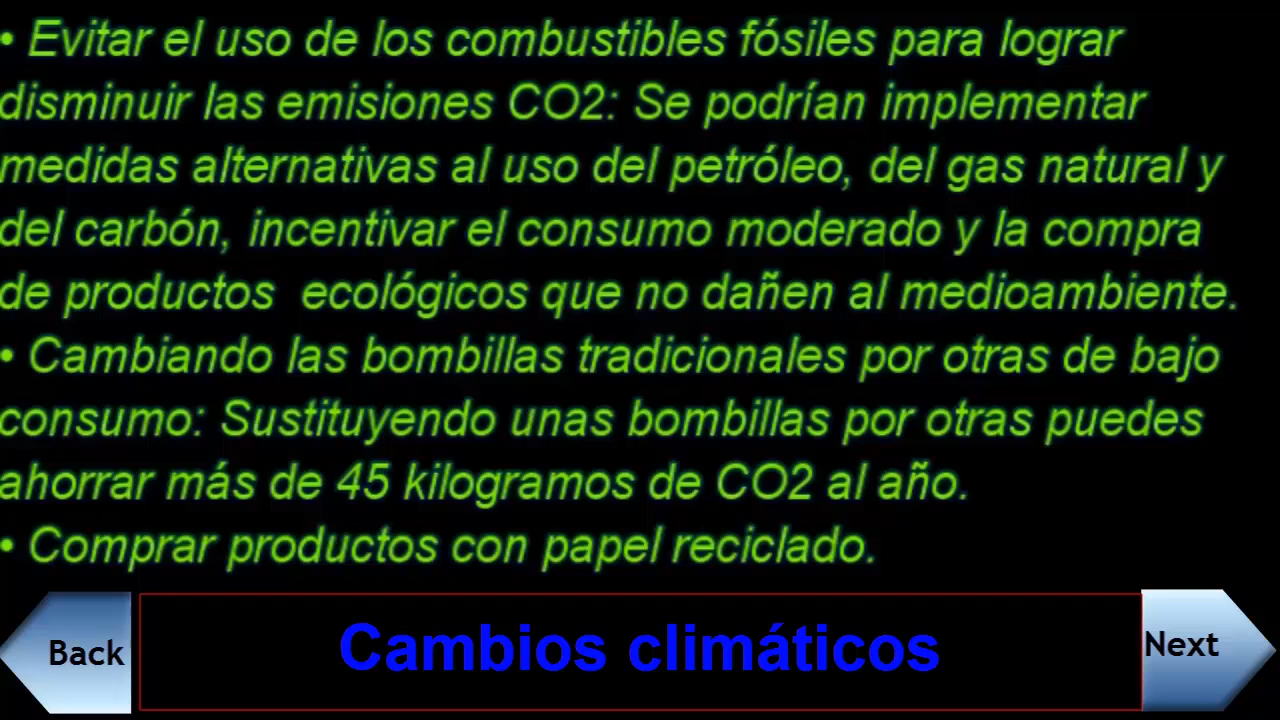 • Evitar el uso de los combustibles fósiles para lograr
disminuir las emisiones CO2: Se podrían implementar
medidas alternativas al uso del petróleo, del gas natural y
del carbón, incentivar el consumo moderado y la compra
de productos  ecológicos que no dañen al medioambiente.
• Cambiando las bombillas tradicionales por otras de bajo
consumo: Sustituyendo unas bombillas por otras puedes
ahorrar más de 45 kilogramos de CO2 al año.
• Comprar productos con papel reciclado.
Back
Cambios climáticos
Next